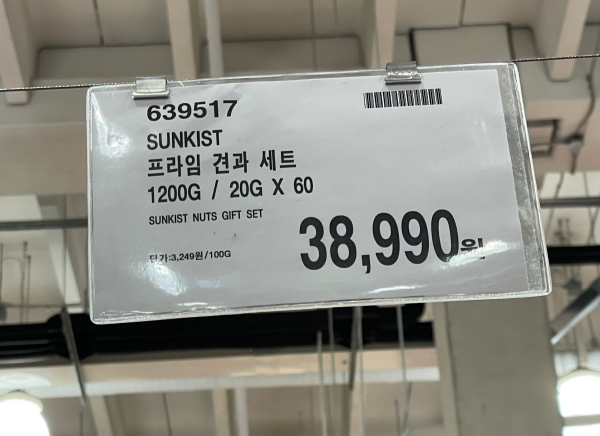 639517
SUNKIST
프라임 견과 세트
1200G / 20G X 60
SUNKIST NUTS GIFT SET
38,990원
단가:3,249원/100G